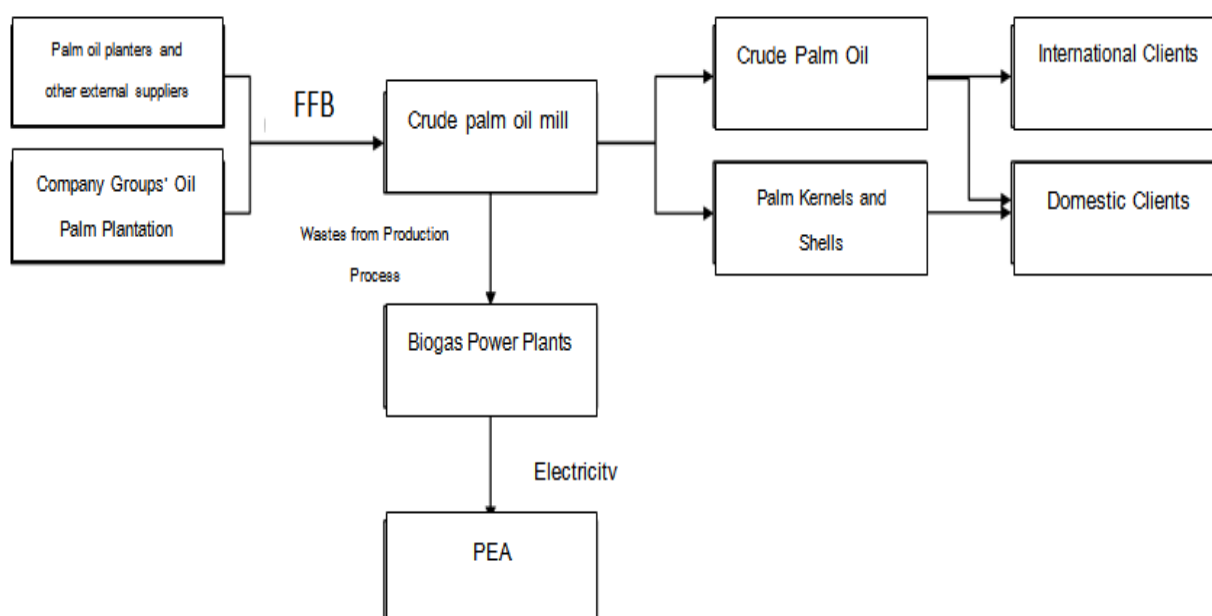 Palm oil planters and
other external suppliers
Company Groups' Oil
Palm Plantation
FFB
Crude palm oil mill
Wastes from Production
Process
Biogas Power Plants
Electricity
PEA
Crude Palm Oil
Palm Kernels and
Shells
International Clients
Domestic Clients